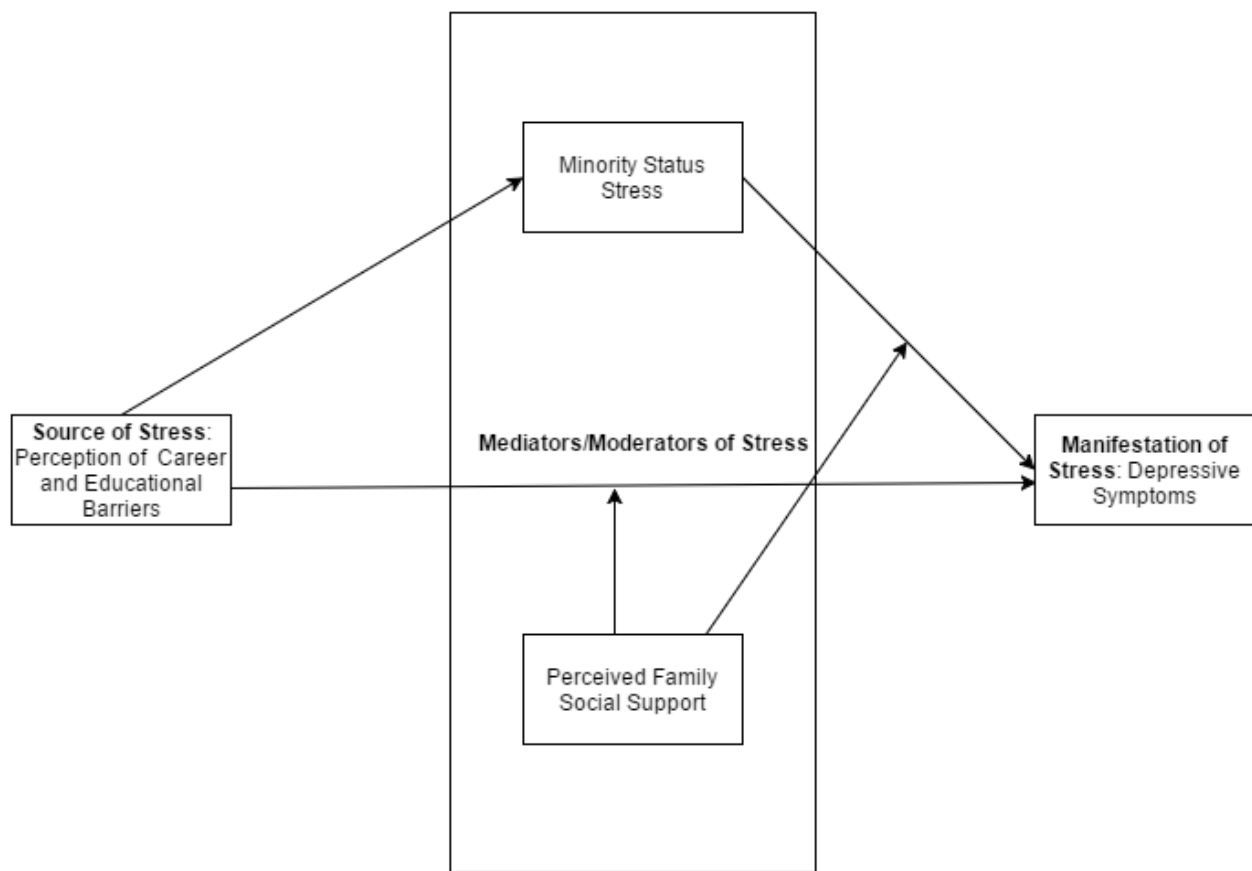 Minority Status
Stress
Source of Stress:
Perception of Career
and Educational
Barriers
Mediators/Moderators of Stress
Manifestation of
Stress: Depressive
Symptoms
Perceived Family
Social Support